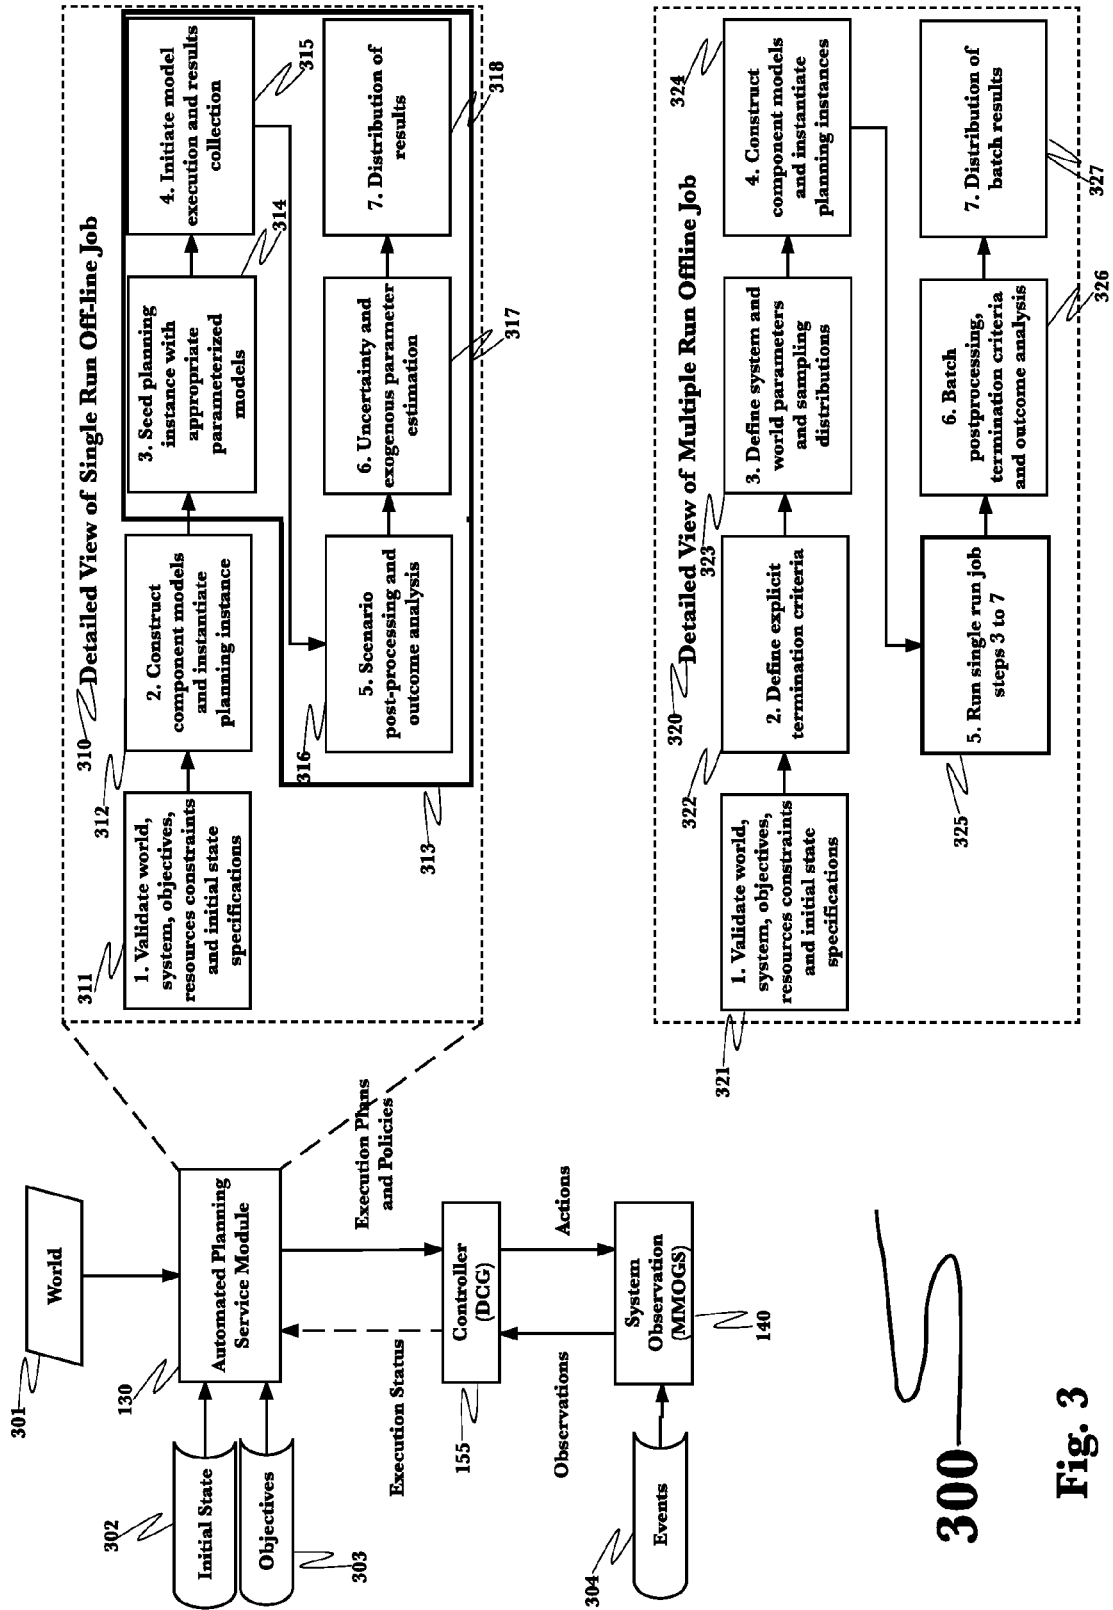 301
World
302
Initial State
Objectives
303
130
Automated Planning
Service Module
Execution Status
Execution Plans
and Policies
155
Controller
(DCG)
Observations
Actions
304
Events
System
Observation
(MMOGS)
140
310
Detailed View of Single Run Off-line Job
311
1. Validate world,
system, objectives,
resources constraints
and initial state
specifications
312
2. Construct
component models
and instantiate
planning instance
313
3. Seed planning
instance with
appropriate
parameterized
models
314
4. Initiate model
execution and results
collection
315
316
5. Scenario
post-processing and
outcome analysis
6. Uncertainty and
exogenous parameter
estimation
317
7. Distribution of
results
318
320
Detailed View of Multiple Run Offline Job
321
1. Validate world,
system, objectives,
resources constraints
and initial state
specifications
322
2. Define explicit
termination criteria
323
3. Define system and
world parameters
and sampling
distributions
324
4. Construct
component models
and instantiate
planning instances
325
5. Run single run job
steps 3 to 7
6. Batch
postprocessing,
termination criteria
and outcome analysis
326
7. Distribution of
batch results
327
300
Fig. 3